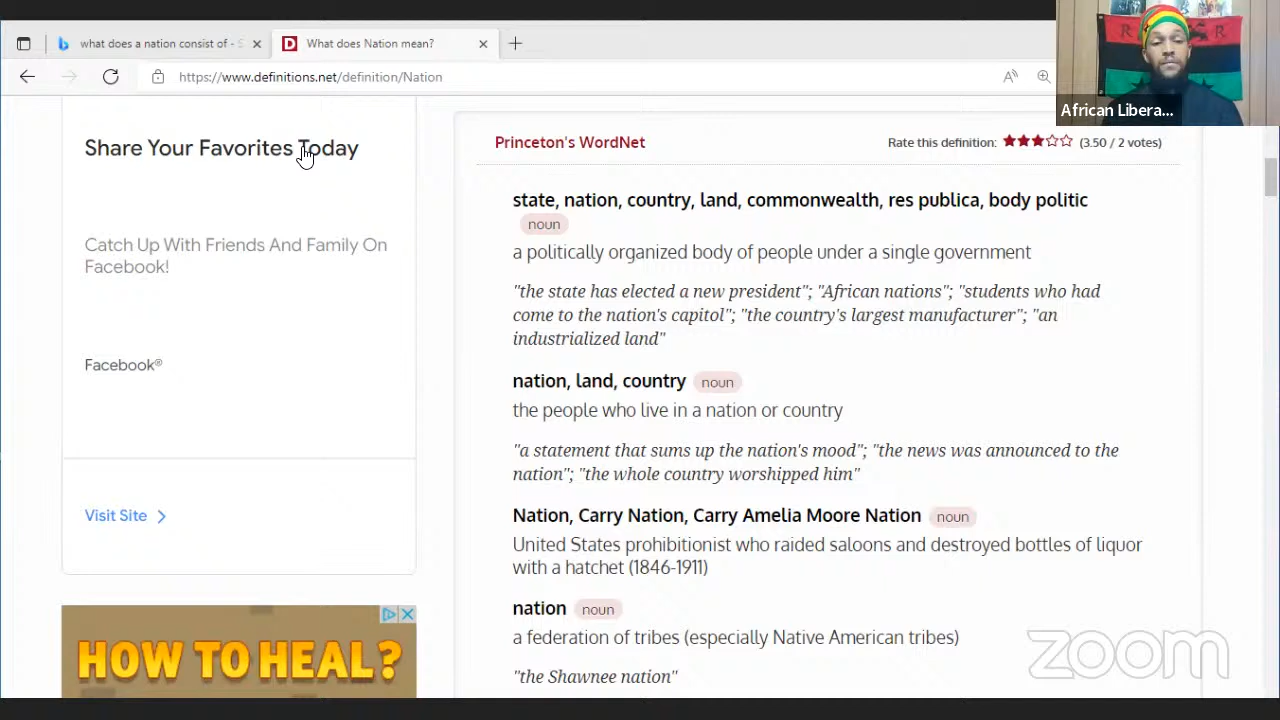 what does a nation consist of - S
What does Nation mean?
https://www.definitions.net/definition/Nation
African Libera...
Share Your Favorites Today
Catch Up With Friends And Family On
Facebook!
Facebook®
Visit Site
HOW TO HEAL?
Princeton's WordNet
Rate this definition: (3.50 / 2 votes)
state, nation, country, land, commonwealth, res publica, body politic
noun
a politically organized body of people under a single government
"the state has elected a new president"; "African nations"; "students who had
come to the nation's capitol"; "the country's largest manufacturer"; "an
industrialized land"
nation, land, country noun
the people who live in a nation or country
"a statement that sums up the nation's mood"; "the news was announced to the
nation"; "the whole country worshipped him"
Nation, Carry Nation, Carry Amelia Moore Nation noun
United States prohibitionist who raided saloons and destroyed bottles of liquor
with a hatchet (1846-1911)
nation noun
a federation of tribes (especially Native American tribes)
"the Shawnee nation"
zoom